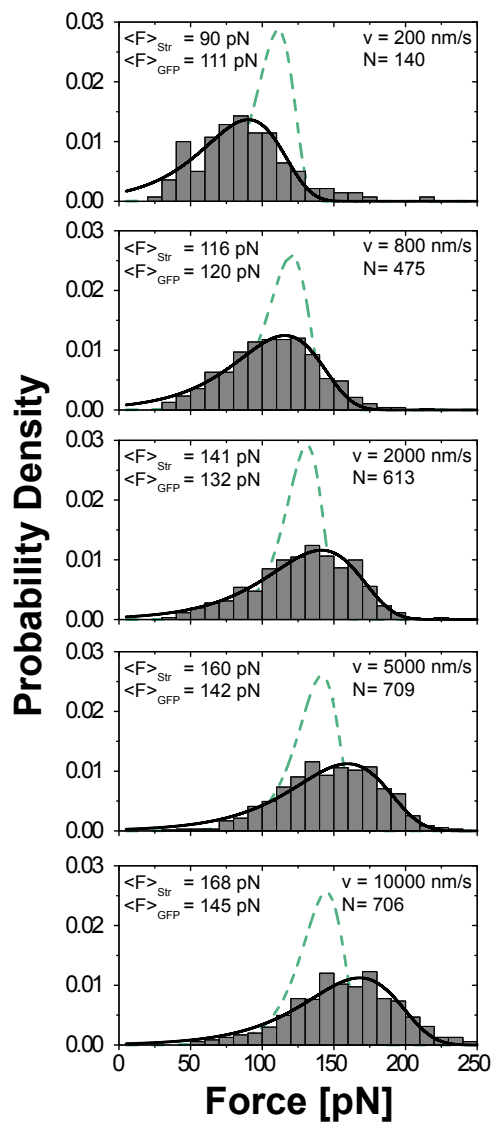 Probability Density
0.03
0.02
0.01
0.00
<F>Str = 90 pN
<F>GFP = 111 pN
v = 200 nm/s
N= 140
0.03
0.02
0.01
0.00
<F>Str = 116 pN
<F>GFP = 120 pN
v = 800 nm/s
N= 475
0.03
0.02
0.01
0.00
<F>Str = 141 pN
<F>GFP = 132 pN
v = 2000 nm/s
N= 613
0.03
0.02
0.01
0.00
<F>Str = 160 pN
<F>GFP = 142 pN
v = 5000 nm/s
N= 709
0.03
0.02
0.01
0.00
<F>Str = 168 pN
<F>GFP = 145 pN
v = 10000 nm/s
N= 706
0 50 100 150 200 250
Force [pN]